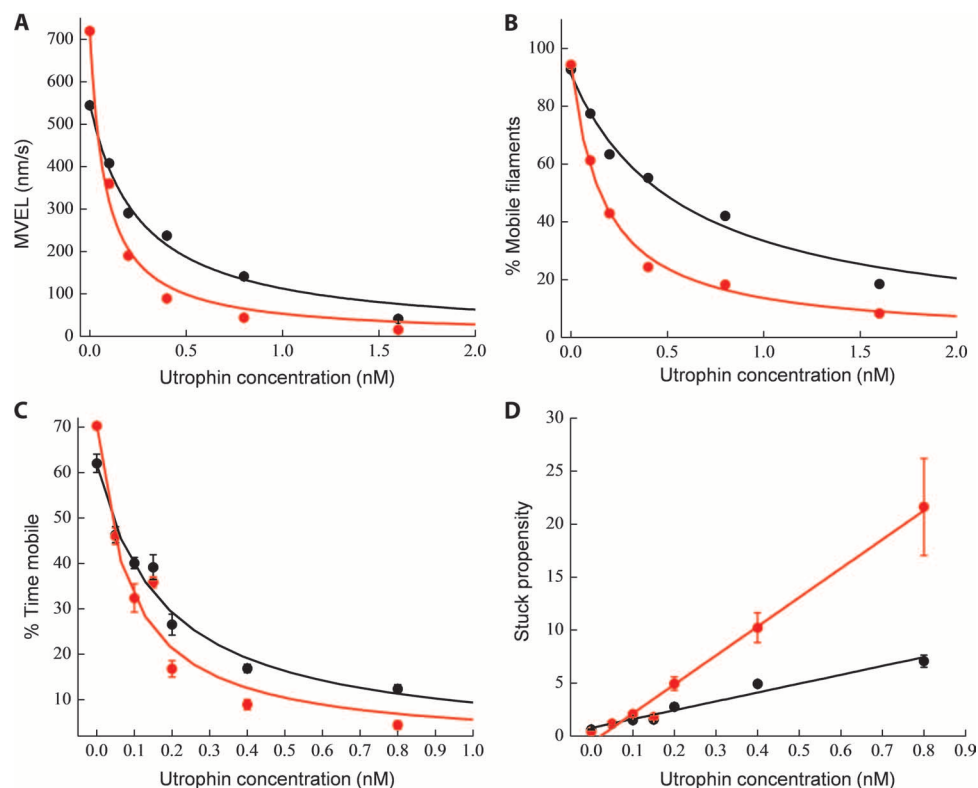 A
700
600
500
400
300
200
100
0
MVEL (nm/s)
0.0 0.5 1.0 1.5 2.0
Utrophin concentration (nM)
B
100
80
60
40
20
0
% Mobile filaments
0.0 0.5 1.0 1.5 2.0
Utrophin concentration (nM)
C
70
60
50
40
30
20
10
% Time mobile
0.0 0.1 0.2 0.3 0.4 0.5 0.6 0.7 0.8 0.9 1.0
Utrophin concentration (nM)
D
30
25
20
15
10
5
0
Stuck propensity
0.0 0.1 0.2 0.3 0.4 0.5 0.6 0.7 0.8 0.9
Utrophin concentration (nM)